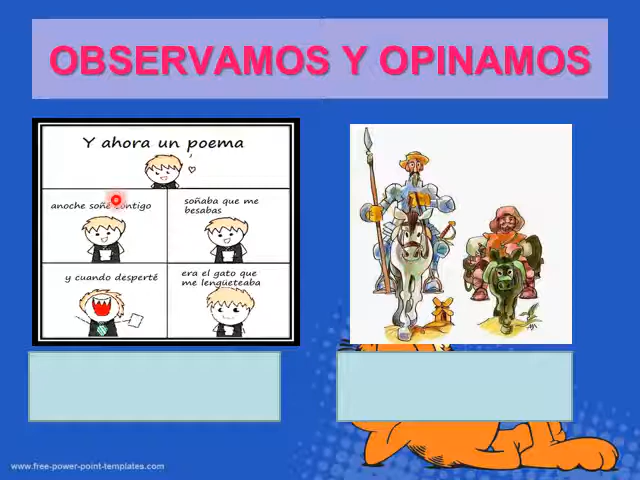 OBSERVAMOS Y OPINAMOS
Y ahora un poema
anoche soñé contigo
soñaba que me
besabas
y cuando desperté
era el gato que
me lengüeteaba
www.free-power-point-templates.com